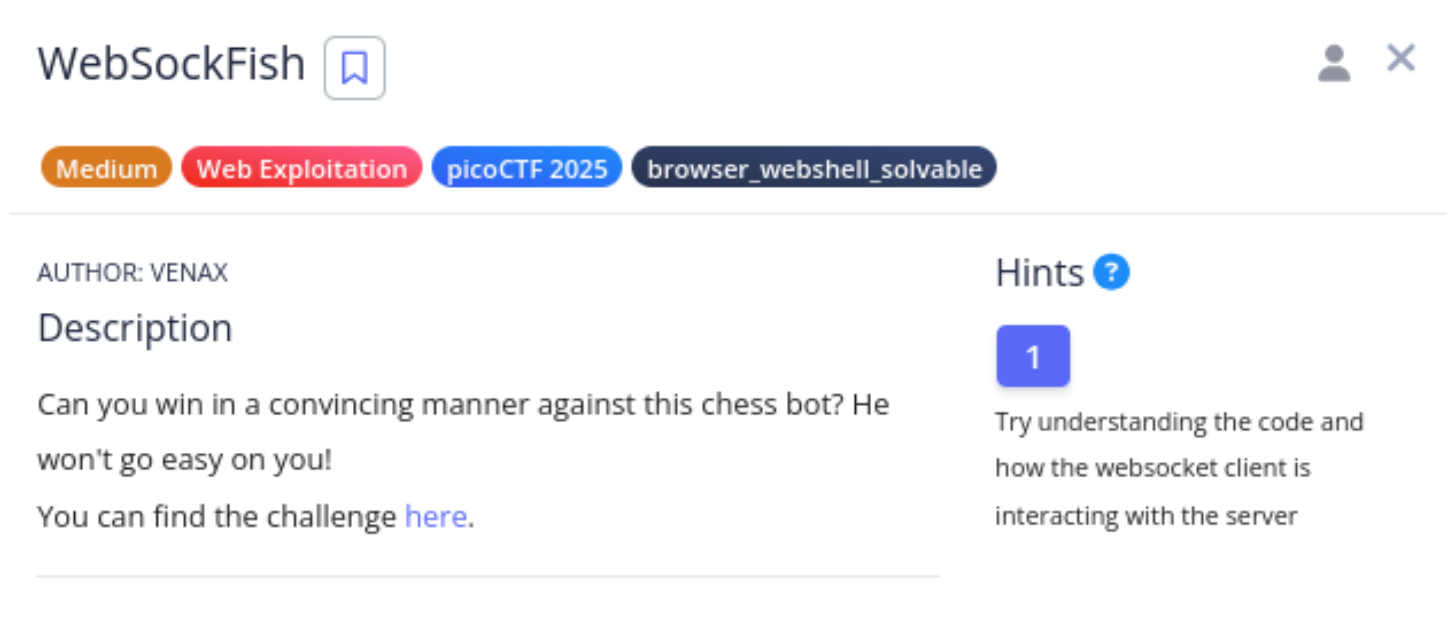 WebSockFish
Medium Web Exploitation picoCTF 2025 browser_webshell_solvable
AUTHOR: VENAX
Description
Can you win in a convincing manner against this chess bot? He
won't go easy on you!
You can find the challenge here.
Hints ?
1
Try understanding the code and
how the websocket client is
interacting with the server